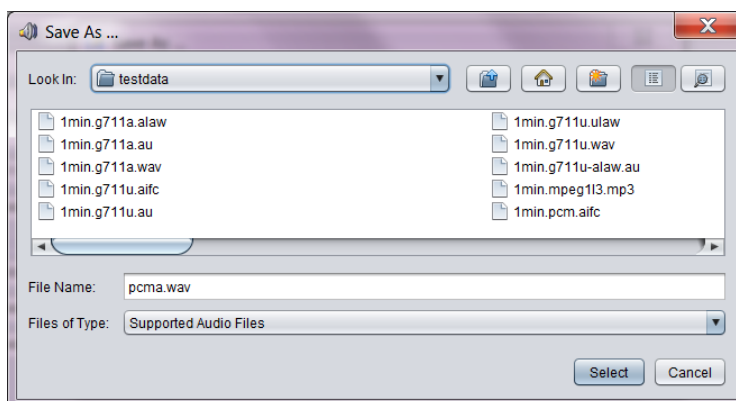 Save As ...
Look In: testdata
1min.g711a.alaw
1min.g711a.au
1min.g711a.wav
1min.g711u.aifc
1min.g711u.au
1min.g711u.ulaw
1min.g711u.wav
1min.g711u-alaw.au
1min.mpeg1l3.mp3
1min.pcm.aifc
File Name: pcma.wav
Files of Type: Supported Audio Files
Select Cancel